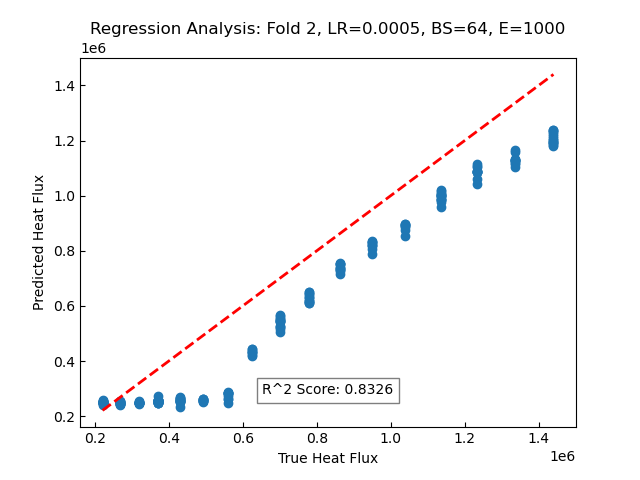 Regression Analysis: Fold 2, LR=0.0005, BS=64, E=1000
1e6
1.4
1.2
1.0
0.8
0.6
0.4
0.2
Predicted Heat Flux
R^2 Score: 0.8326
0.2 0.4 0.6 0.8 1.0 1.2 1.4
1e6
True Heat Flux